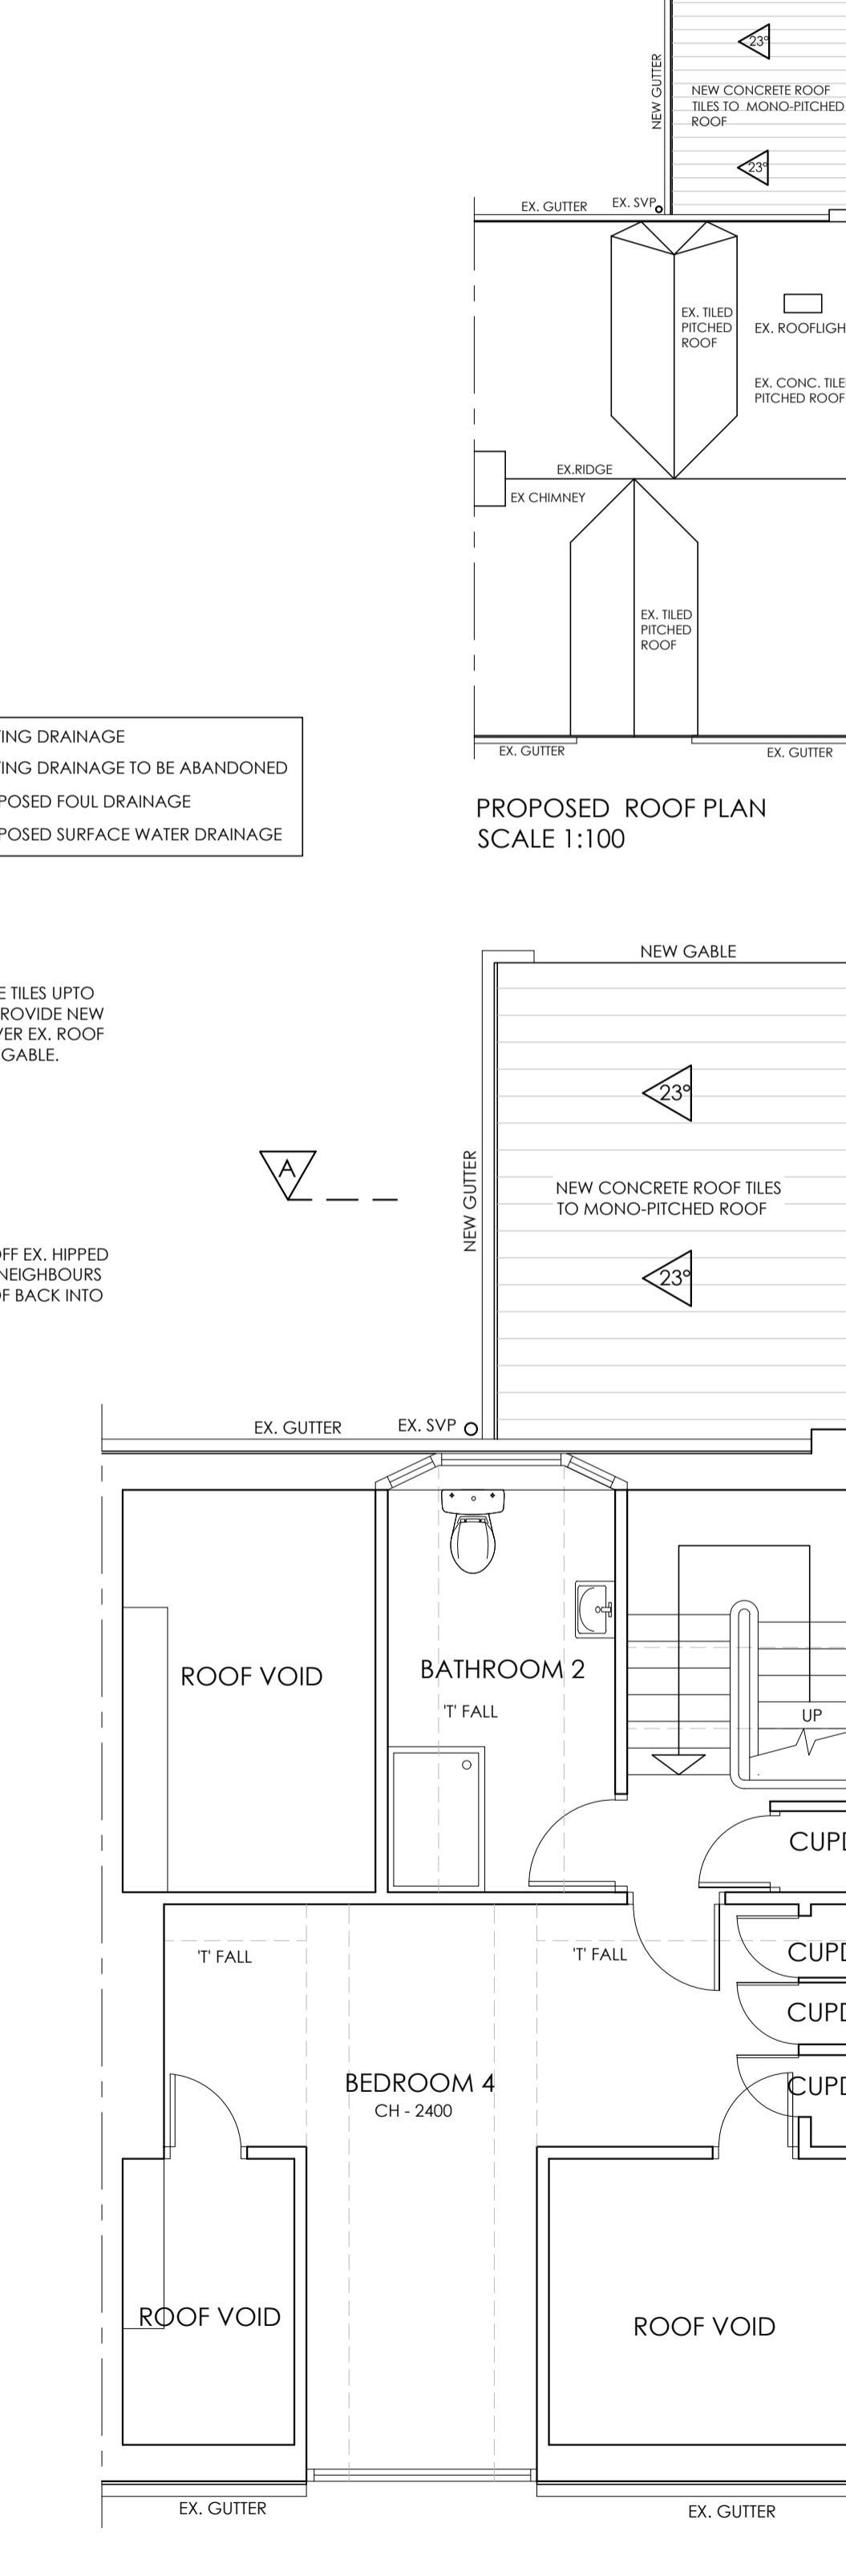 23°
NEW GUTTER
NEW CONCRETE ROOF
TILES TO MONO-PITCHED
ROOF
23°
EX. GUTTER
EX. SVP
EX. TILED
PITCHED
ROOF
EX. ROOFLIGH
EX. CONC. TILE
PITCHED ROOF
EX.RIDGE
EX CHIMNEY
EX. TILED
PITCHED
ROOF
EX. GUTTER
EX. GUTTER
ING DRAINAGE
ING DRAINAGE TO BE ABANDONED
POSED FOUL DRAINAGE
POSED SURFACE WATER DRAINAGE
PROPOSED ROOF PLAN
SCALE 1:100
NEW GABLE
E TILES UPTO
ROVIDE NEW
VER EX. ROOF
GABLE.
23°
A
NEW GUTTER
NEW CONCRETE ROOF TILES
TO MONO-PITCHED ROOF
FF EX. HIPPED
NEIGHBOURS
F BACK INTO
23°
EX. GUTTER
EX. SVP
ROOF VOID
BATHROOM 2
'T' FALL
UP
CUPD
'T' FALL
'T' FALL
CUPD
CUPD
BEDROOM 4
CH - 2400
CUPD
ROOF VOID
ROOF VOID
EX. GUTTER
EX. GUTTER